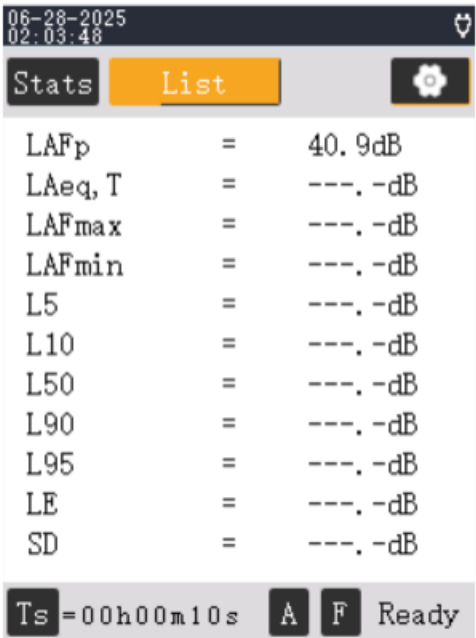 06-28-2025
02:03:48
Stats List
LAFp = 40.9dB
LAeq,T = ---.-dB
LAFmax = ---.-dB
LAFmin = ---.-dB
L5 = ---.-dB
L10 = ---.-dB
L50 = ---.-dB
L90 = ---.-dB
L95 = ---.-dB
LE = ---.-dB
SD = ---.-dB
Ts =00h00m10s A F Ready